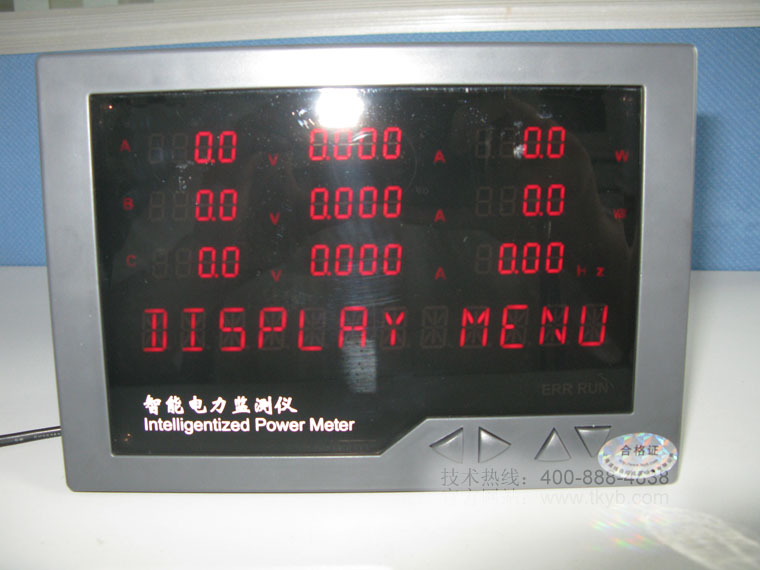 A 0.0 V 0.000 A 0.0 W
B 0.0 V 0.000 A 0.0 W
C 0.0 V 0.000 A 0.00 Hz
DISPLAY MENU
ERR RUN
智能电力监测仪
Intelligentized Power Meter
合格证
技术热线：400-888-4638
www.tkyb.com